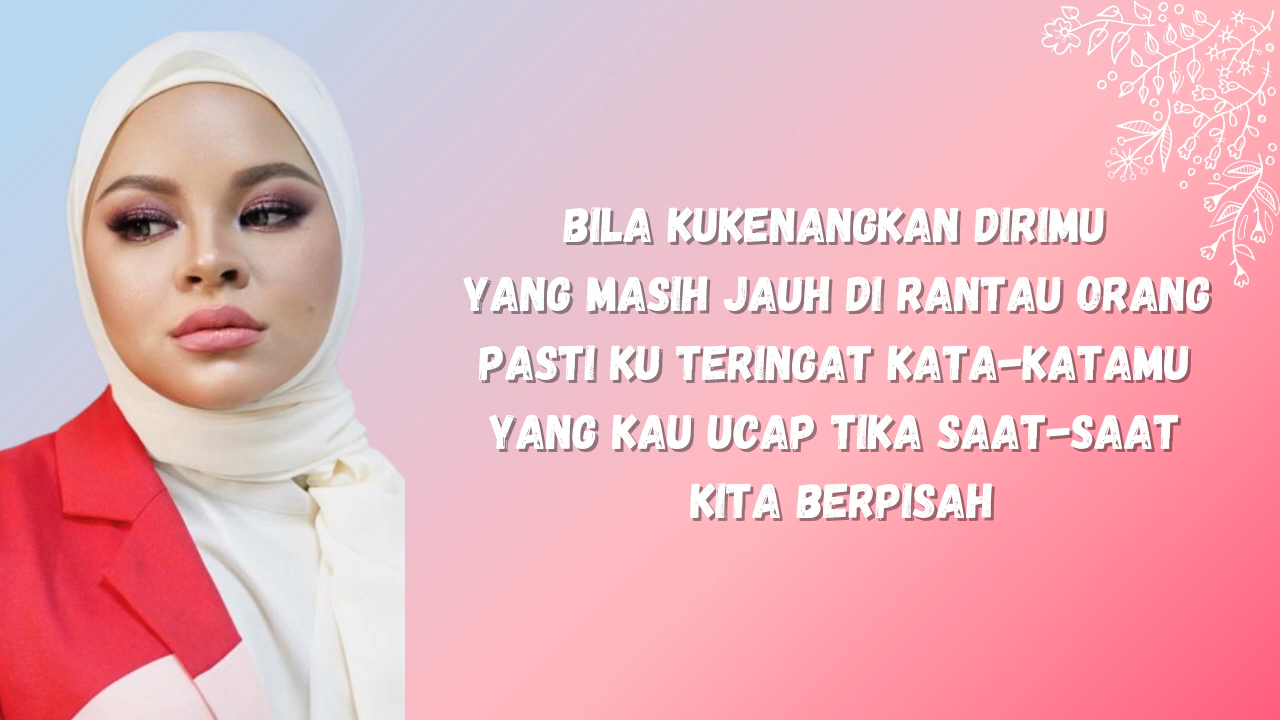 BILA KUKENANGKAN DIRIMU
YANG MASIH JAUH DI RANTAU ORANG
PASTI KU TERINGAT KATA-KATAMU
YANG KAU UCAP TIKA SAAT-SAAT
KITA BERPISAH